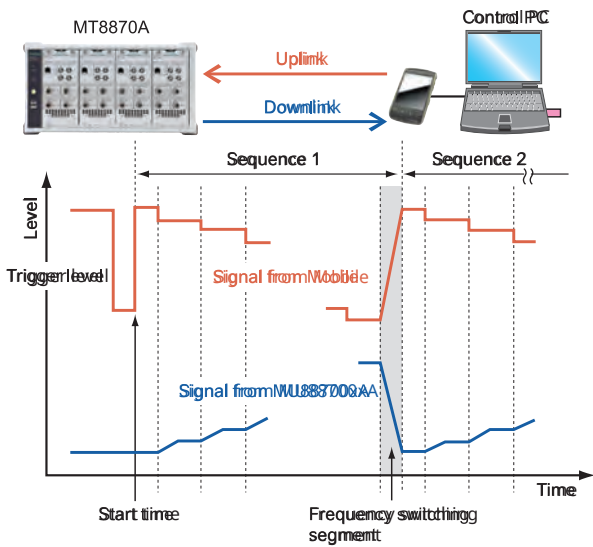 MT8870A
Control PC
Uplink
Downlink
Sequence 1
Sequence 2
Level
Trigger level
Signal from Mobile
Signal from MU88700xA
Start time
Frequency switching
segment
Time